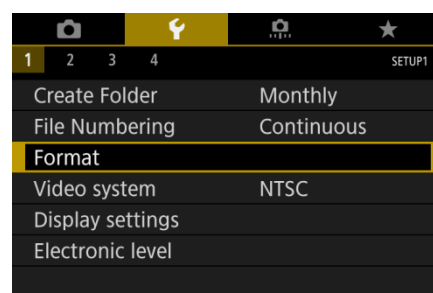 1 2 3 4 SETUP1
Create Folder Monthly
File Numbering Continuous
Format
Video system NTSC
Display settings
Electronic level